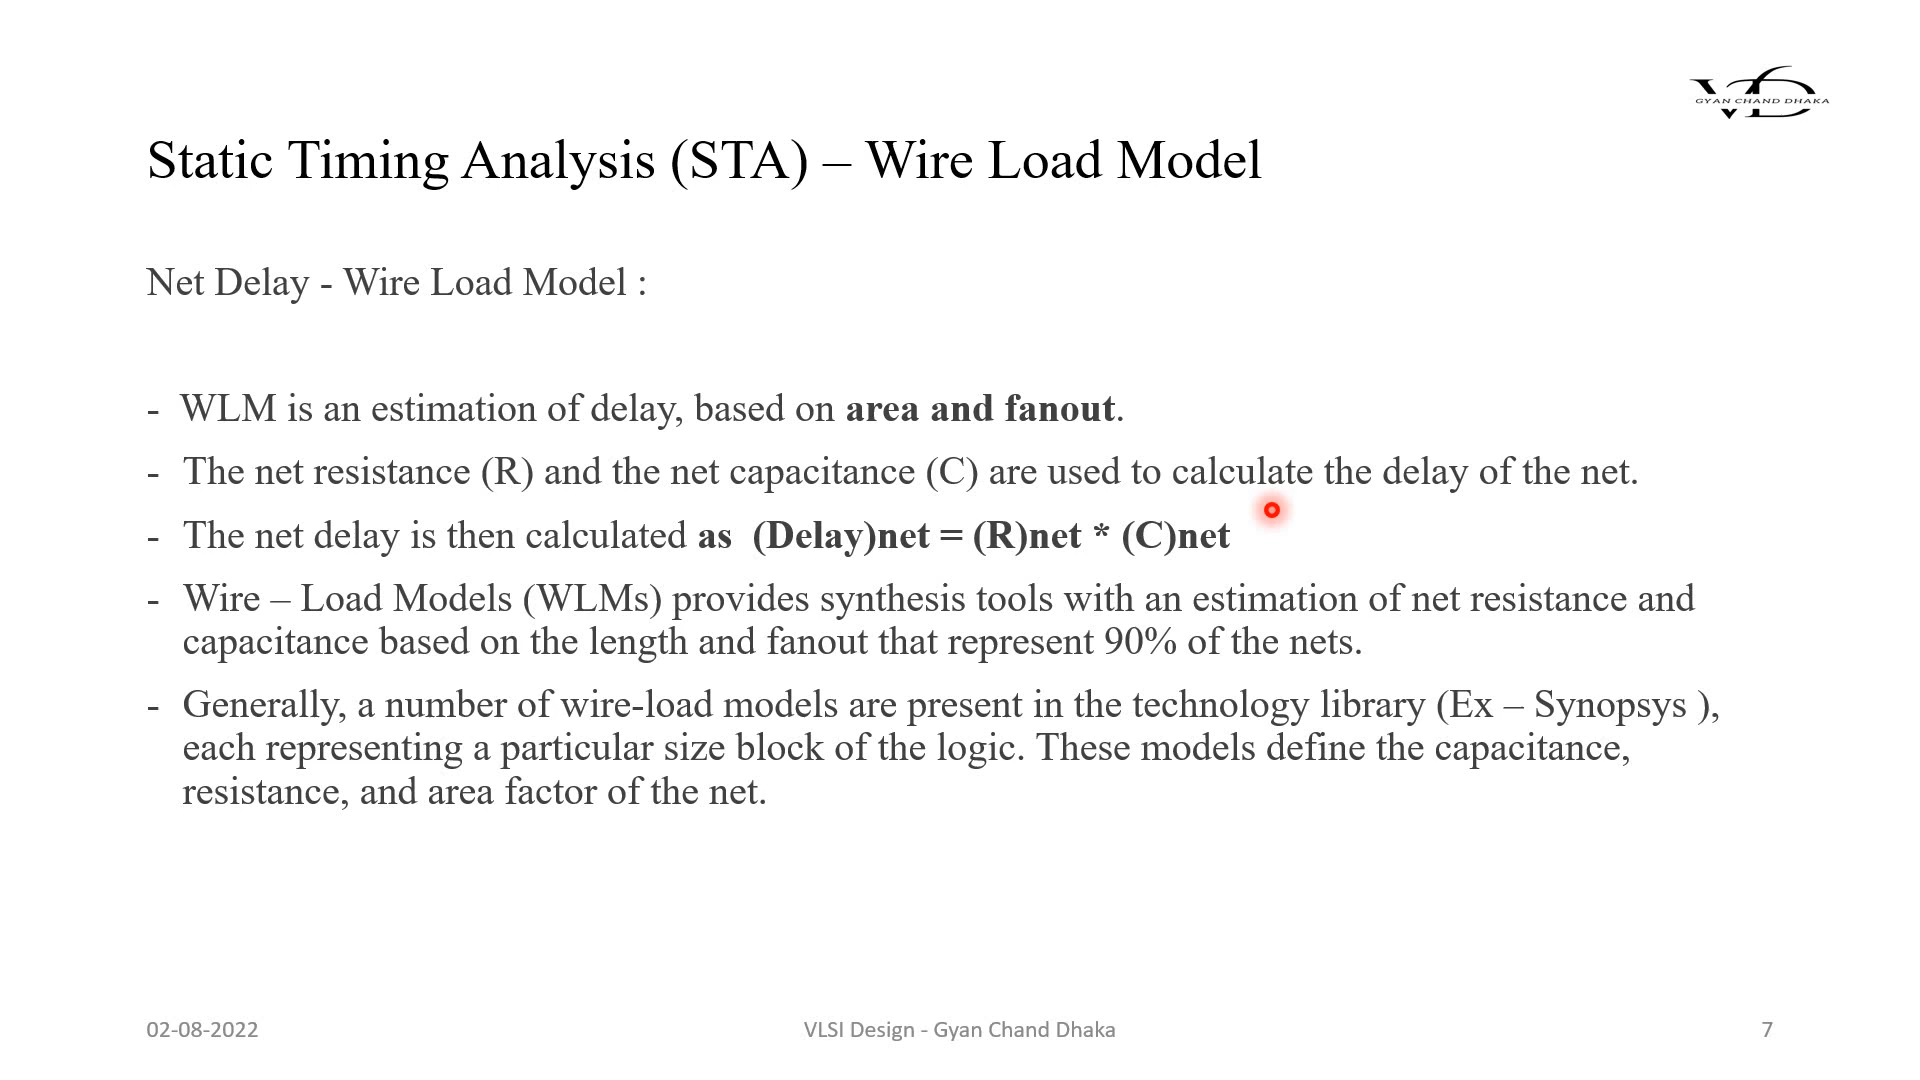 GYAN CHAND DHAKA
Static Timing Analysis (STA) – Wire Load Model
Net Delay - Wire Load Model :
- WLM is an estimation of delay, based on area and fanout.
- The net resistance (R) and the net capacitance (C) are used to calculate the delay of the net.
- The net delay is then calculated as (Delay)net = (R)net * (C)net
- Wire – Load Models (WLMs) provides synthesis tools with an estimation of net resistance and
capacitance based on the length and fanout that represent 90% of the nets.
- Generally, a number of wire-load models are present in the technology library (Ex – Synopsys ),
each representing a particular size block of the logic. These models define the capacitance,
resistance, and area factor of the net.
02-08-2022
VLSI Design - Gyan Chand Dhaka
7